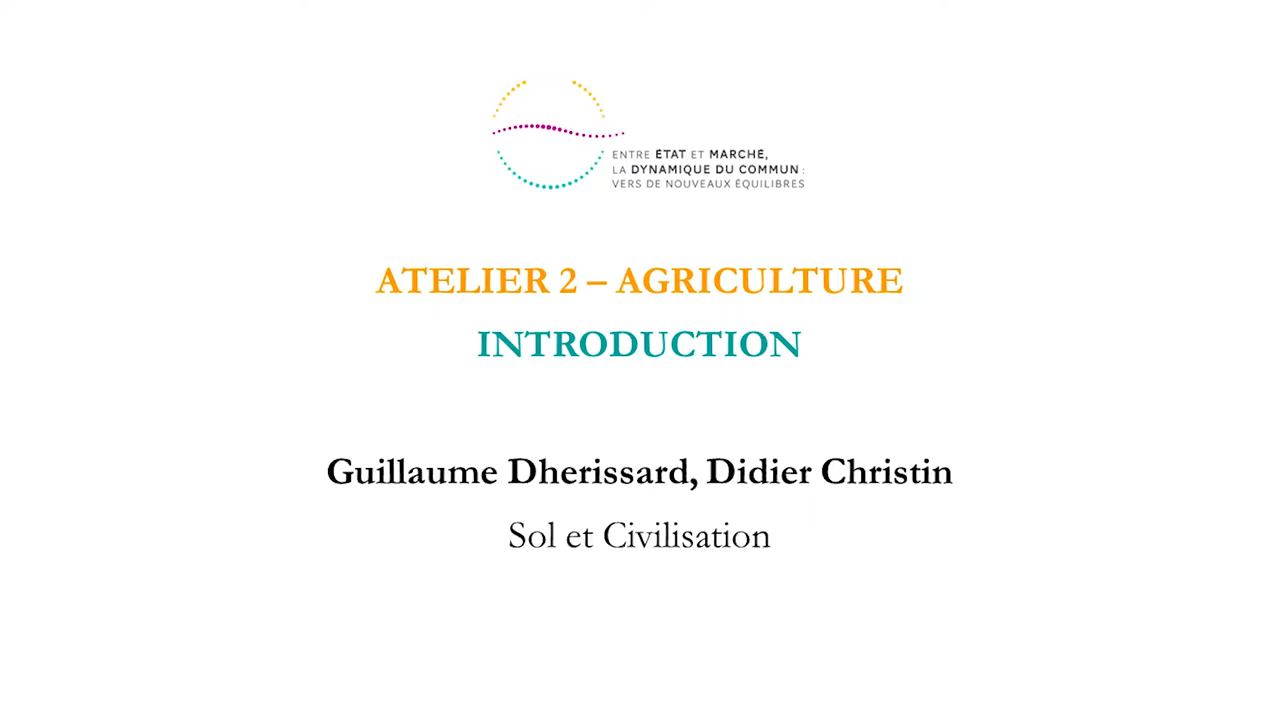 ENTRE ÉTAT ET MARCHÉ,
LA DYNAMIQUE DU COMMUN :
VERS DE NOUVEAUX ÉQUILIBRES
ATELIER 2 – AGRICULTURE
INTRODUCTION
Guillaume Dherissard, Didier Christin
Sol et Civilisation